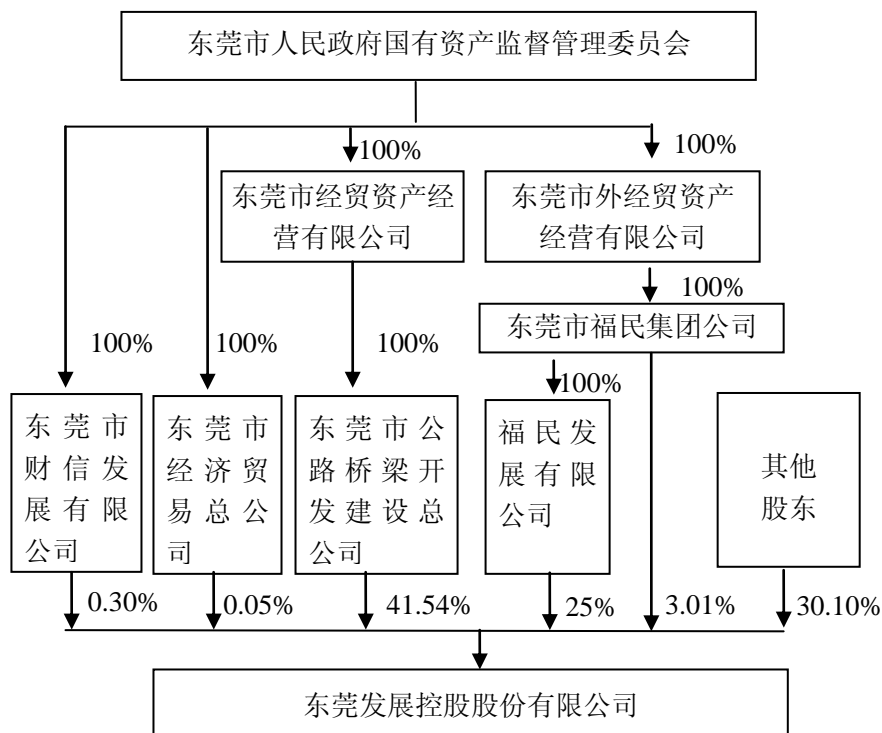 东莞市人民政府国有资产监督管理委员会
100%
100%
东莞市经贸资产经
营有限公司
东莞市外经贸资产
经营有限公司
100%
东莞市福民集团公司
100%
100%
100%
100%
东莞市
财信发
展有限
公司
东莞市
经济贸
易总公
司
东莞市公
路桥梁开
发建设总
公司
福民发
展有限
公司
其他
股东
0.30%
0.05%
41.54%
25%
3.01%
30.10%
东莞发展控股股份有限公司